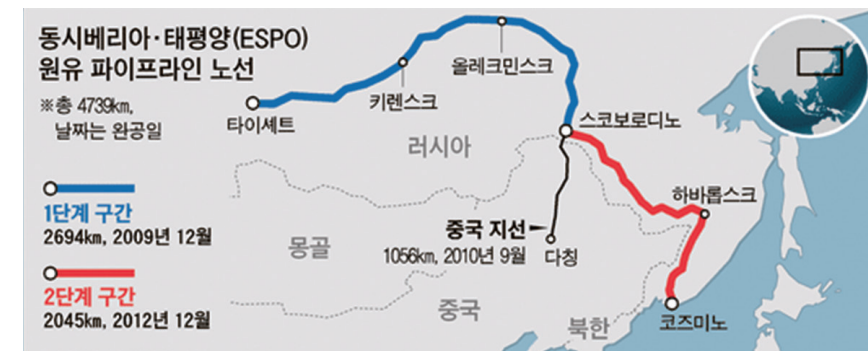 동시베리아·태평양(ESPO)
원유 파이프라인 노선
※총 4739km,
날짜는 완공일
1단계 구간
2694km, 2009년 12월
2단계 구간
2045km, 2012년 12월
타이셰트
키렌스크
올레크민스크
스코보로디노
러시아
하바롭스크
중국 지선
1056km, 2010년 9월
다칭
몽골
중국
북한
코즈미노